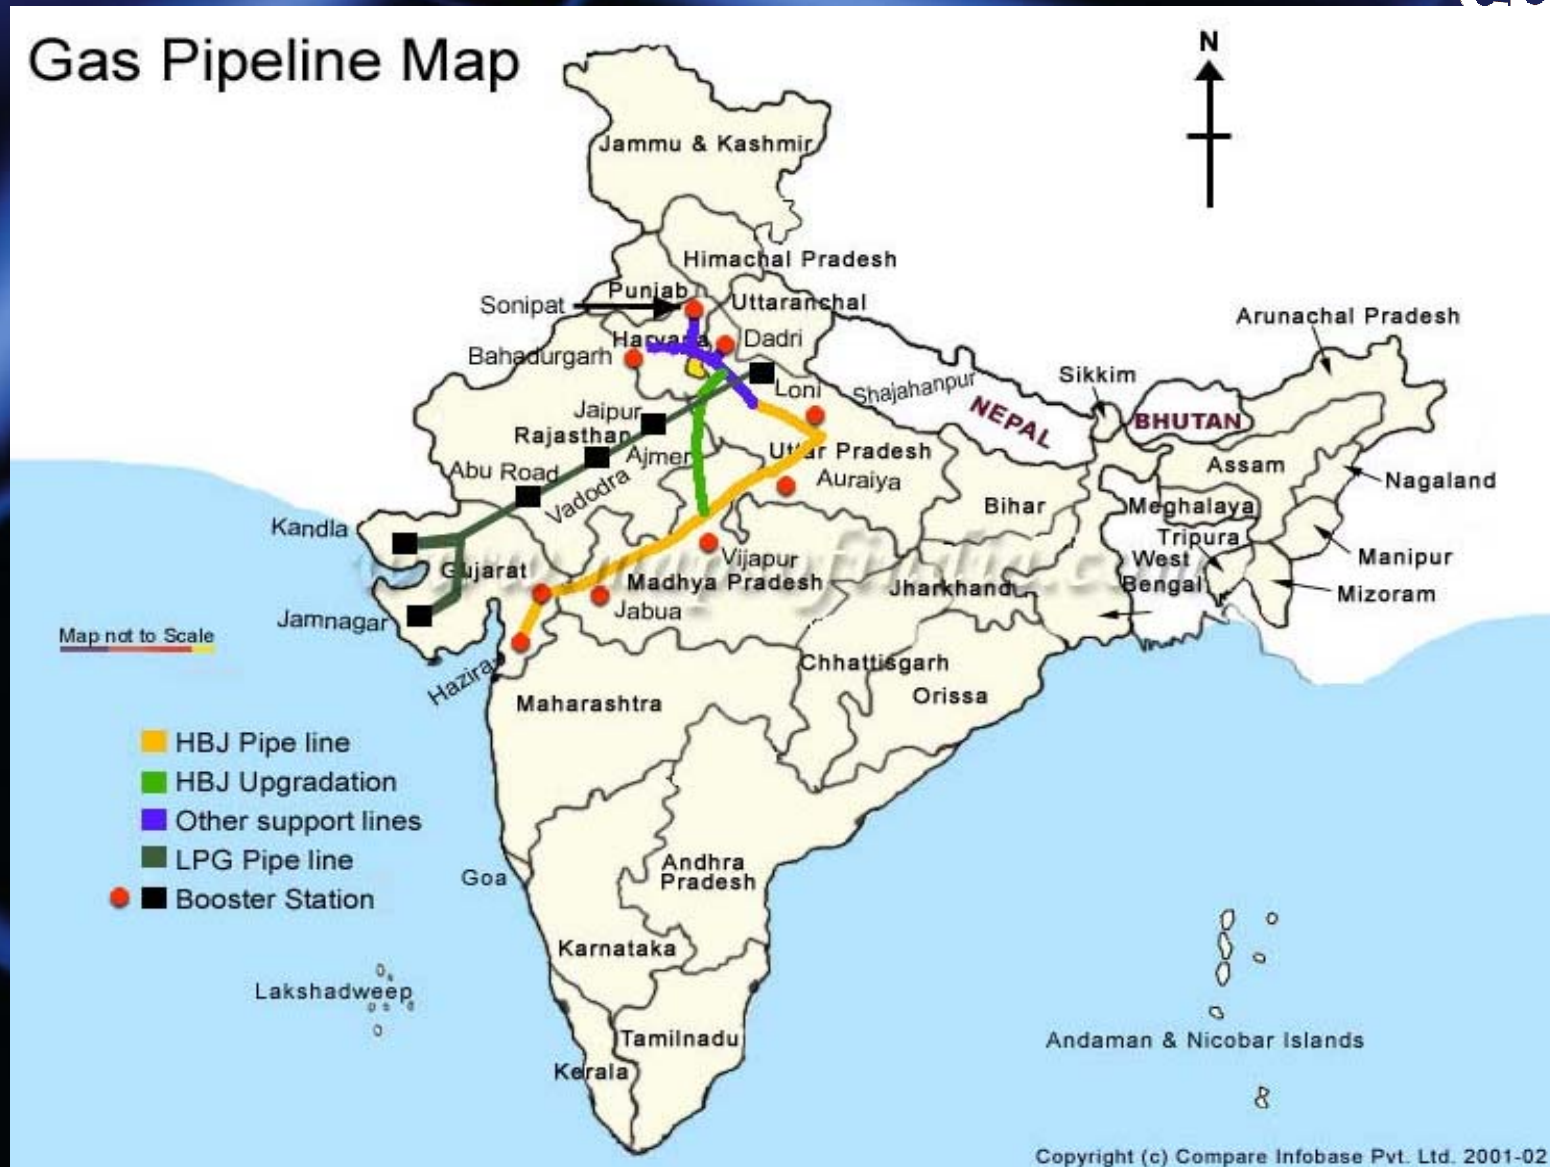 Gas Pipeline Map
N
Jammu & Kashmir
Himachal Pradesh
Punjab
Sonipat
Uttaranchal
Arunachal Pradesh
Haryana
Dadri
Bahadurgarh
Sikkim
Loni
Shajahanpur
NEPAL
BHUTAN
Jaipur
Rajasthan
Ajmer
Uttar Pradesh
Assam
Abu Road
Vadodra
Auraiya
Nagaland
Bihar
Meghalaya
Kandla
Tripura
Manipur
Vijapur
West
Bengal
Gujarat
Madhya Pradesh
Jharkhand
Mizoram
Jabua
Jamnagar
Map not to Scale
Hazira
Chhattisgarh
Orissa
Maharashtra
HBJ Pipe line
HBJ Upgradation
Other support lines
LPG Pipe line
Booster Station
Andhra
Pradesh
Goa
Karnataka
Lakshadweep
Tamilnadu
Andaman & Nicobar Islands
Kerala
Copyright (c) Compare Infobase Pvt. Ltd. 2001-02